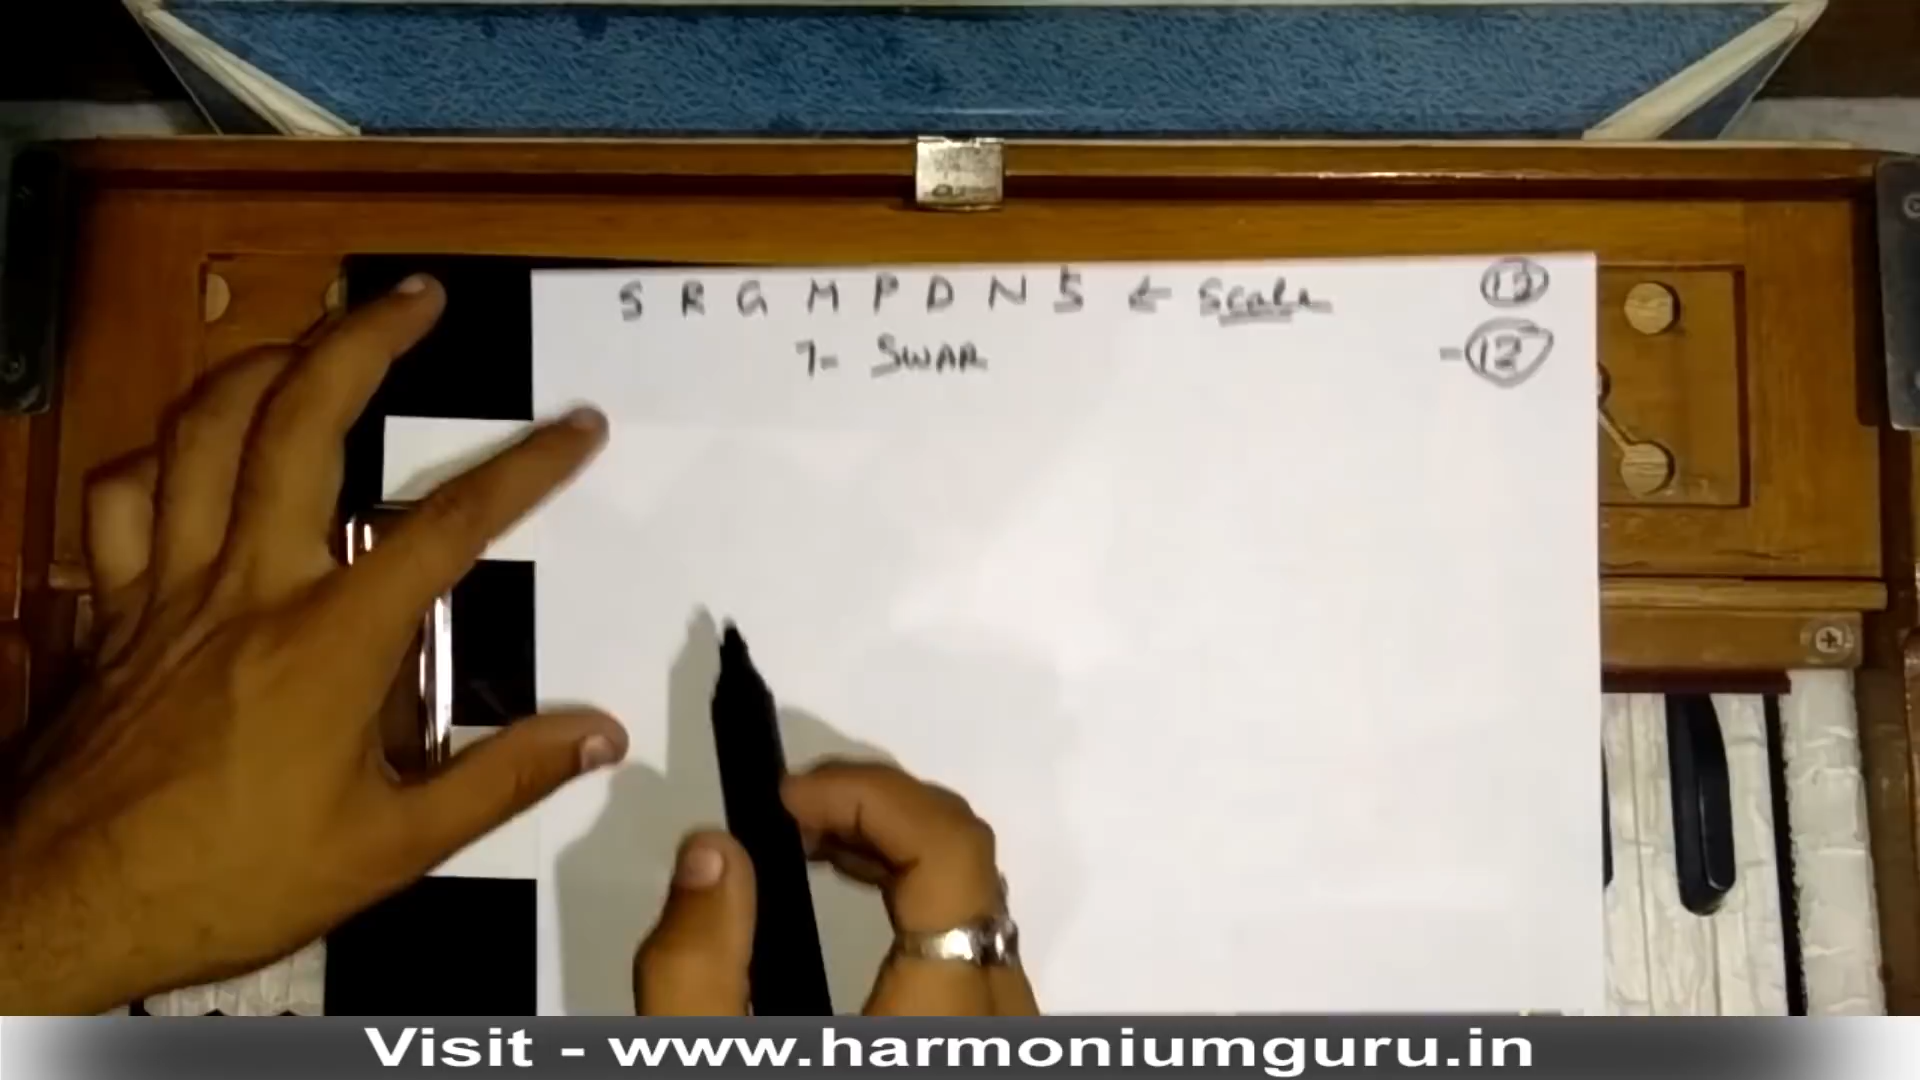 S R G M P D N Ṡ ← Scale 12
7 - SWAR - 12
Visit - www.harmoniumguru.in